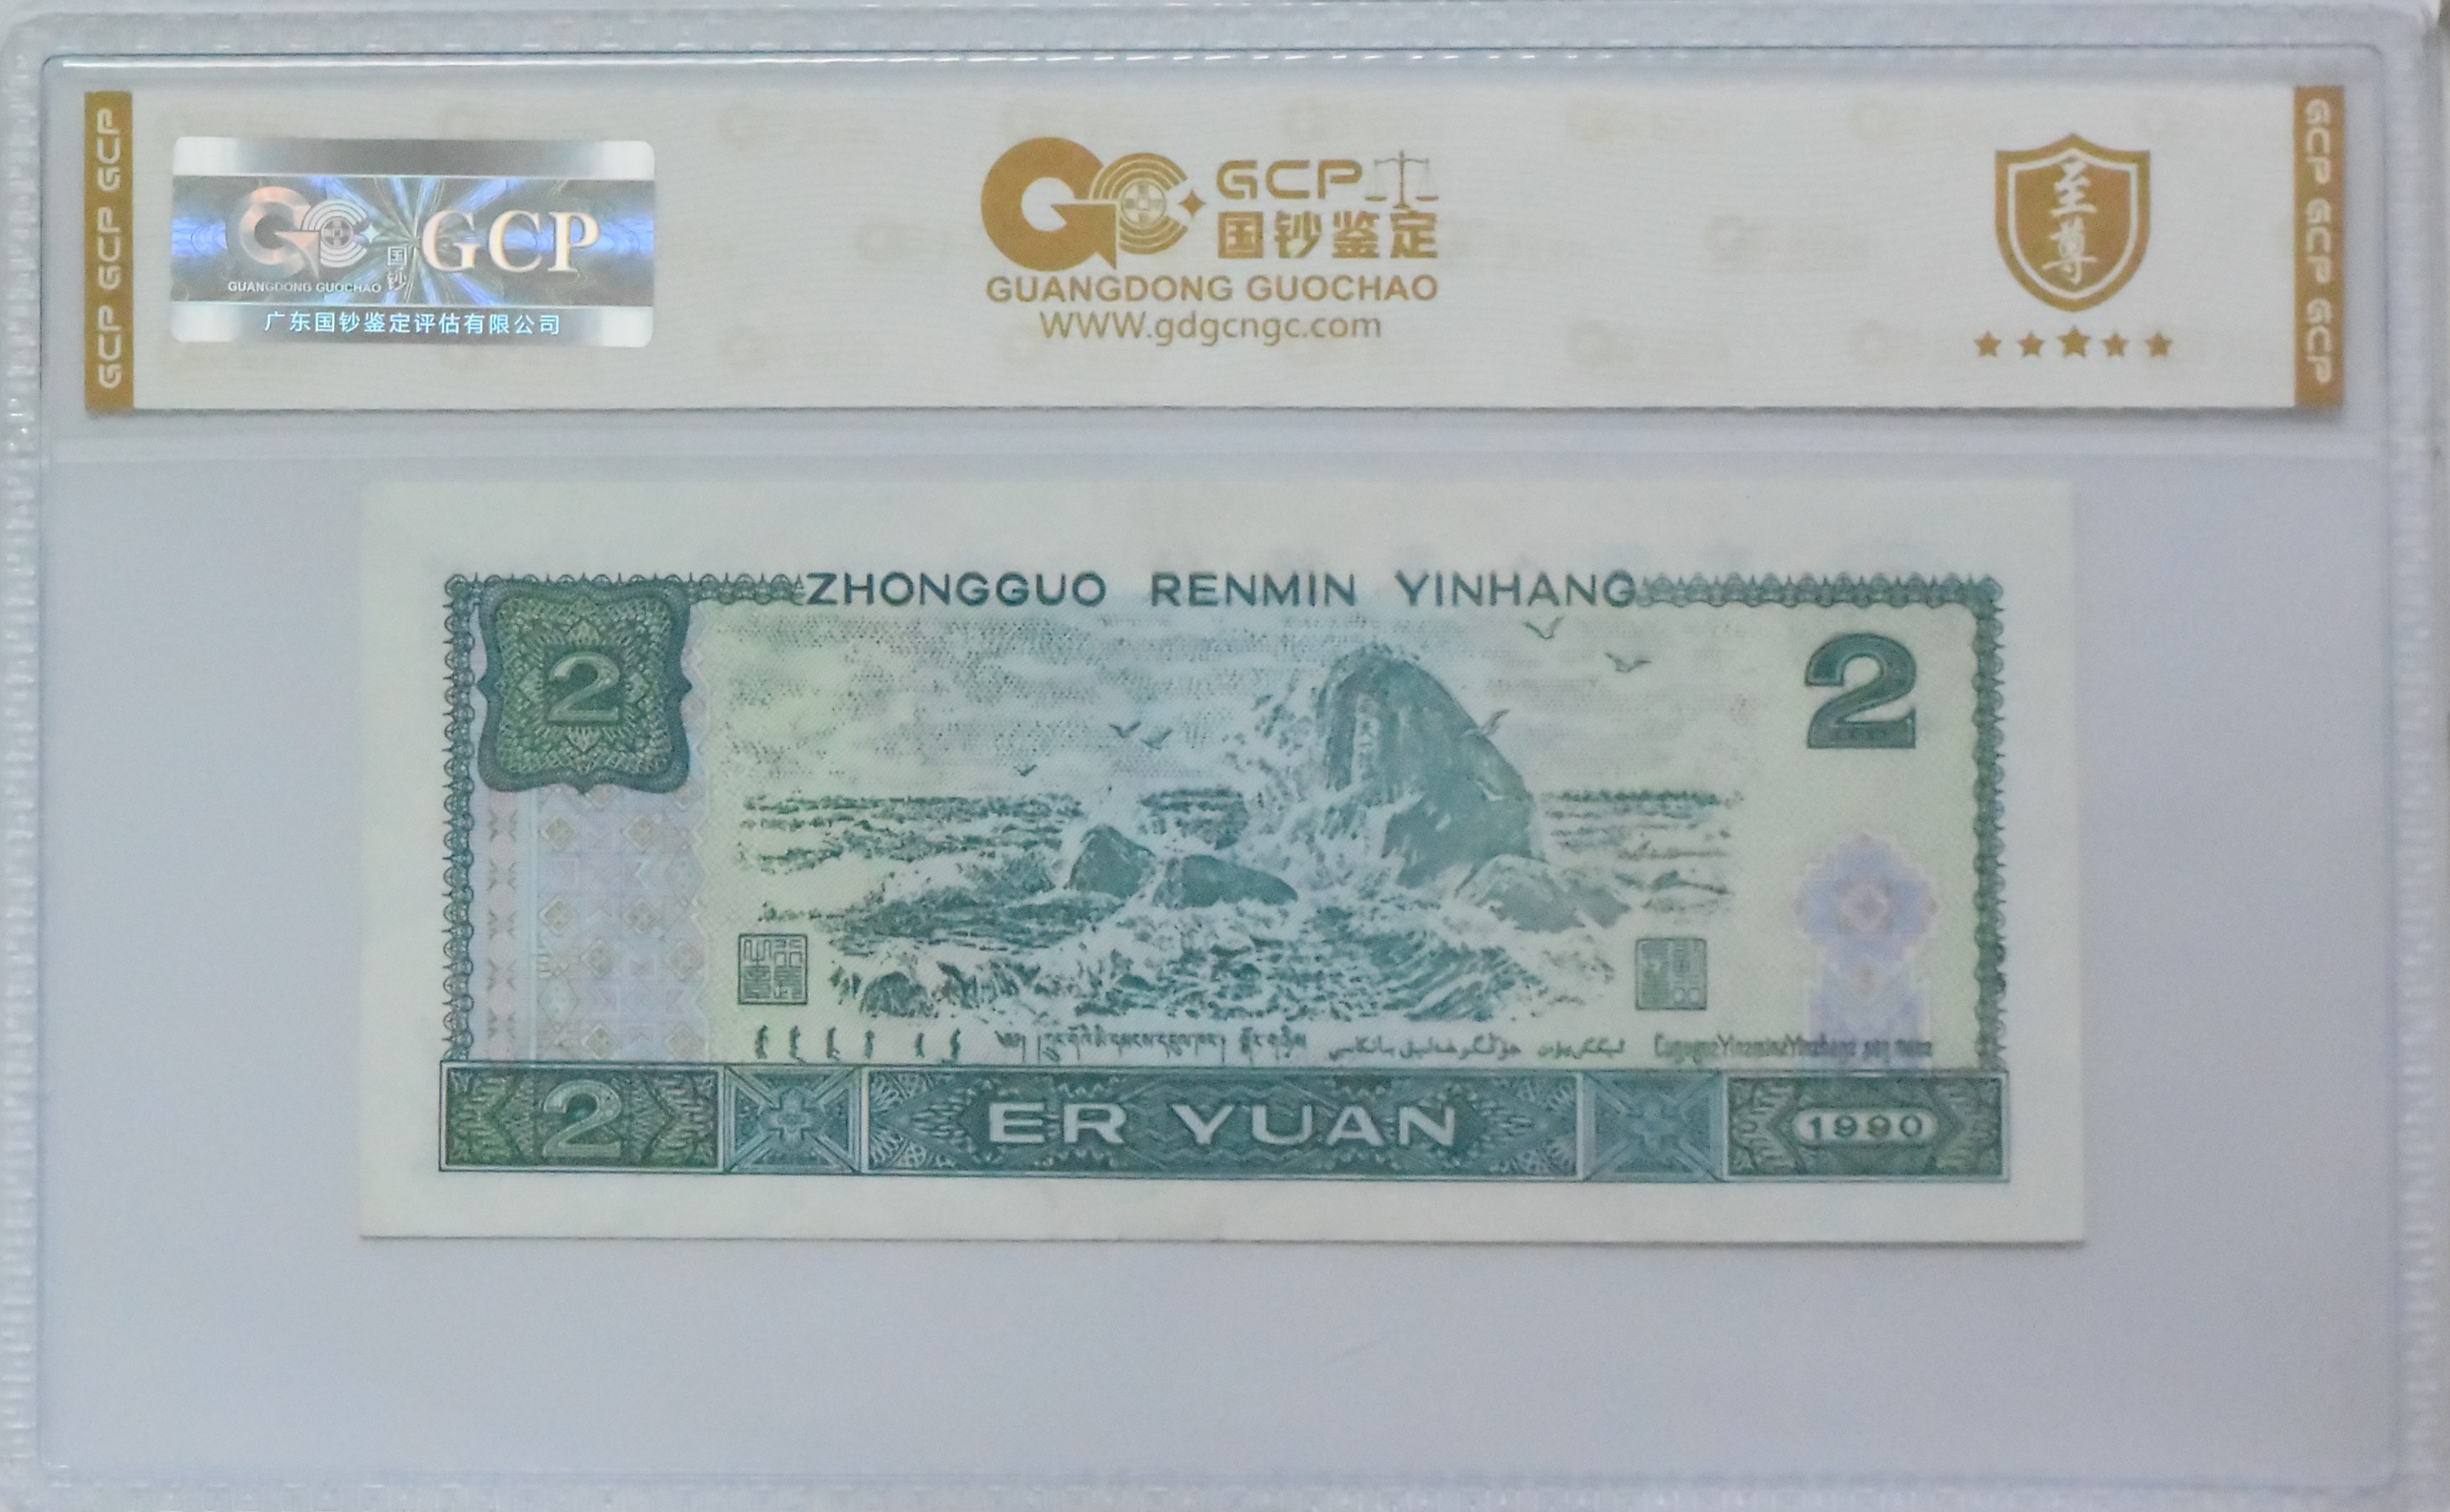 GCP GCP GCP
GCP
国钞
GUANGDONG GUOCHAO
广东国钞鉴定评估有限公司
GCP
国钞鉴定
GUANGDONG GUOCHAO
WWW.gdgcngc.com
至尊
GCP GCP GCP
ZHONGGUO RENMIN YINHANG
2
2
2
ER YUAN
1990